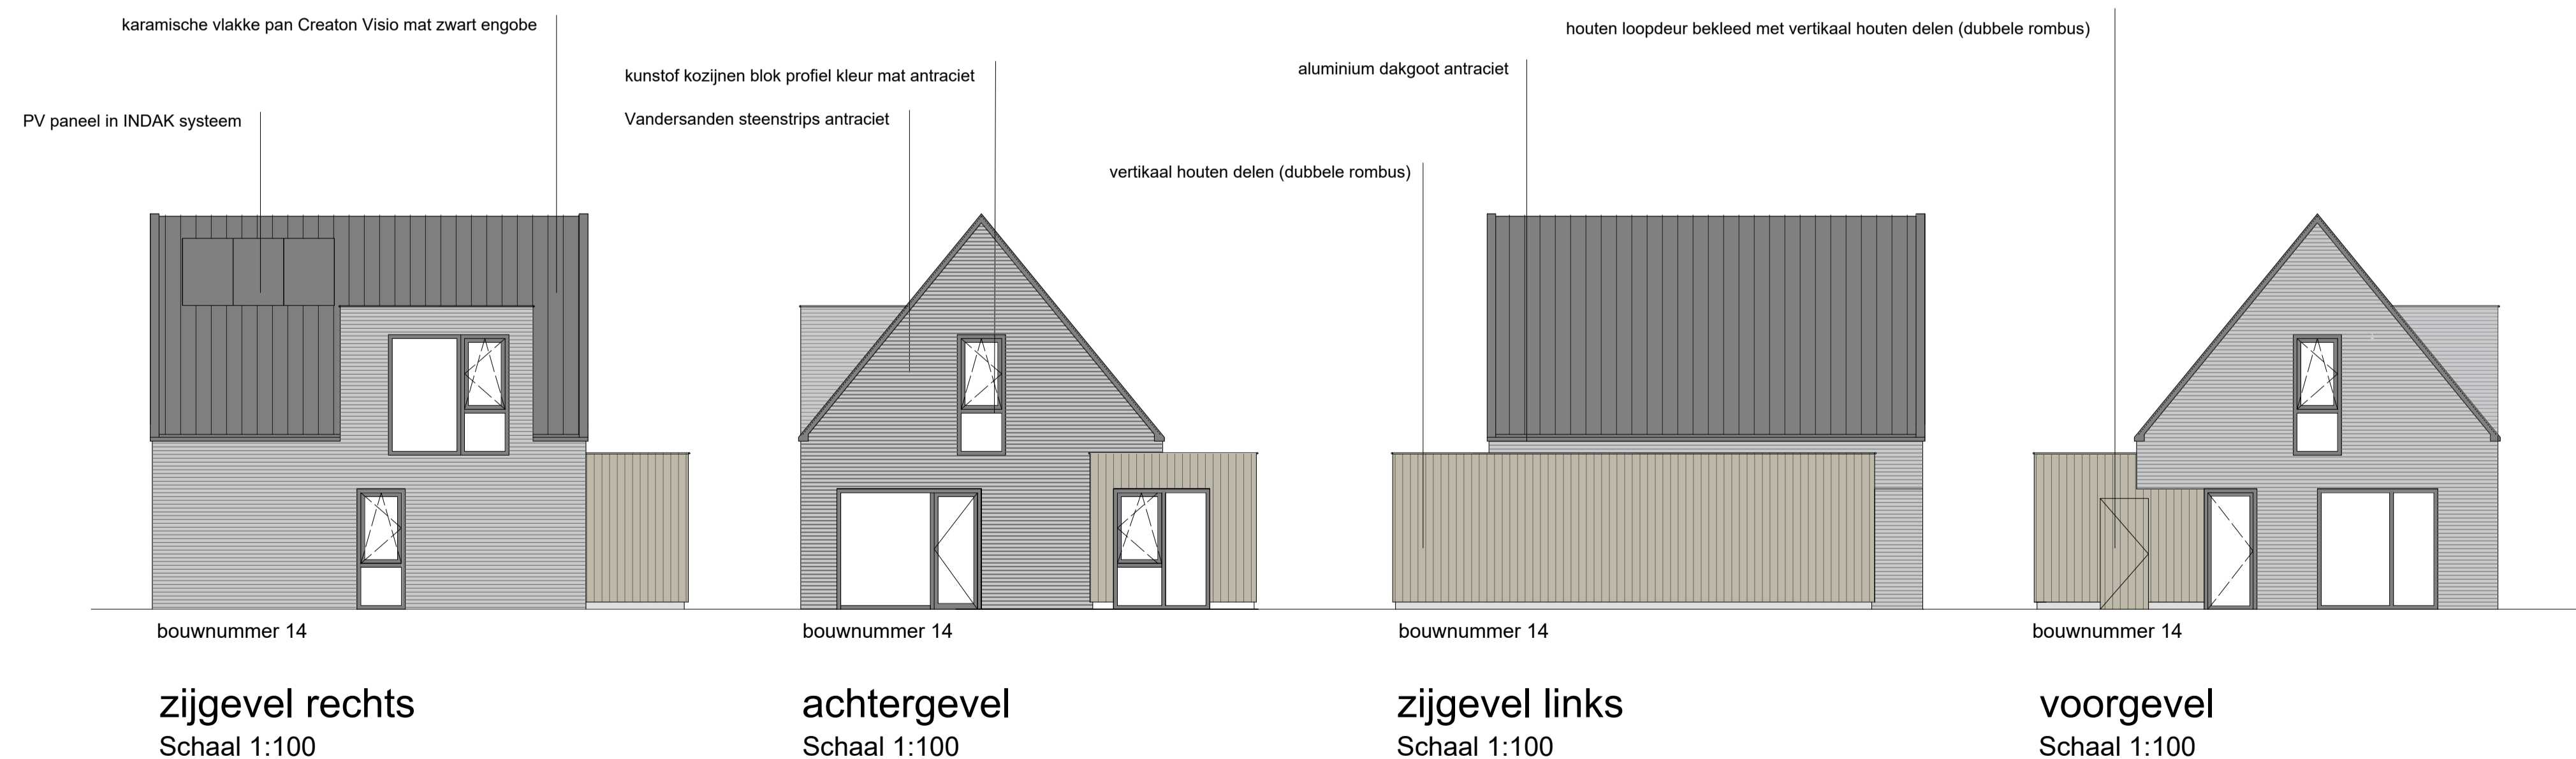 karamische vlakke pan Creaton Visio mat zwart engobe
PV paneel in INDAK systeem
kunstof kozijnen blok profiel kleur mat antraciet
Vandersanden steenstrips antraciet
vertikaal houten delen (dubbele rombus)
aluminium dakgoot antraciet
houten loopdeur bekleed met vertikaal houten delen (dubbele rombus)
bouwnummer 14
zijgevel rechts
Schaal 1:100
bouwnummer 14
achtergevel
Schaal 1:100
bouwnummer 14
zijgevel links
Schaal 1:100
bouwnummer 14
voorgevel
Schaal 1:100